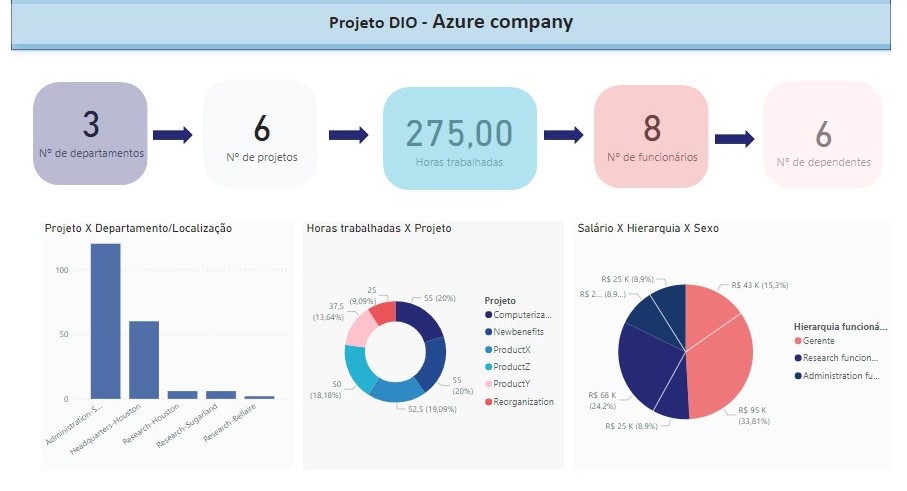 Projeto DIO - Azure company
3
Nº de departamentos
6
Nº de projetos
275,00
Horas trabalhadas
8
Nº de funcionários
6
Nº de dependentes
Projeto X Departamento/Localização
100
50
0
Administration-S...
Headquarters-Houston
Research-Houston
Research-Sugarland
Research-Bellaire
Horas trabalhadas X Projeto
25
(9,09%)
55 (20%)
37,5
(13,64%)
50
(18,18%)
55
(20%)
52,5 (19,09%)
Projeto
Computeriza...
Newbenefits
ProductX
ProductZ
ProductY
Reorganization
Salário X Hierarquia X Sexo
R$ 25 K (8,9%)
R$ 2... (8,9...)
R$ 43 K (15,3%)
R$ 68 K
(24,2%)
R$ 25 K (8,9%)
R$ 95 K
(33,81%)
Hierarquia funcioná...
Gerente
Research funcion...
Administration fu...